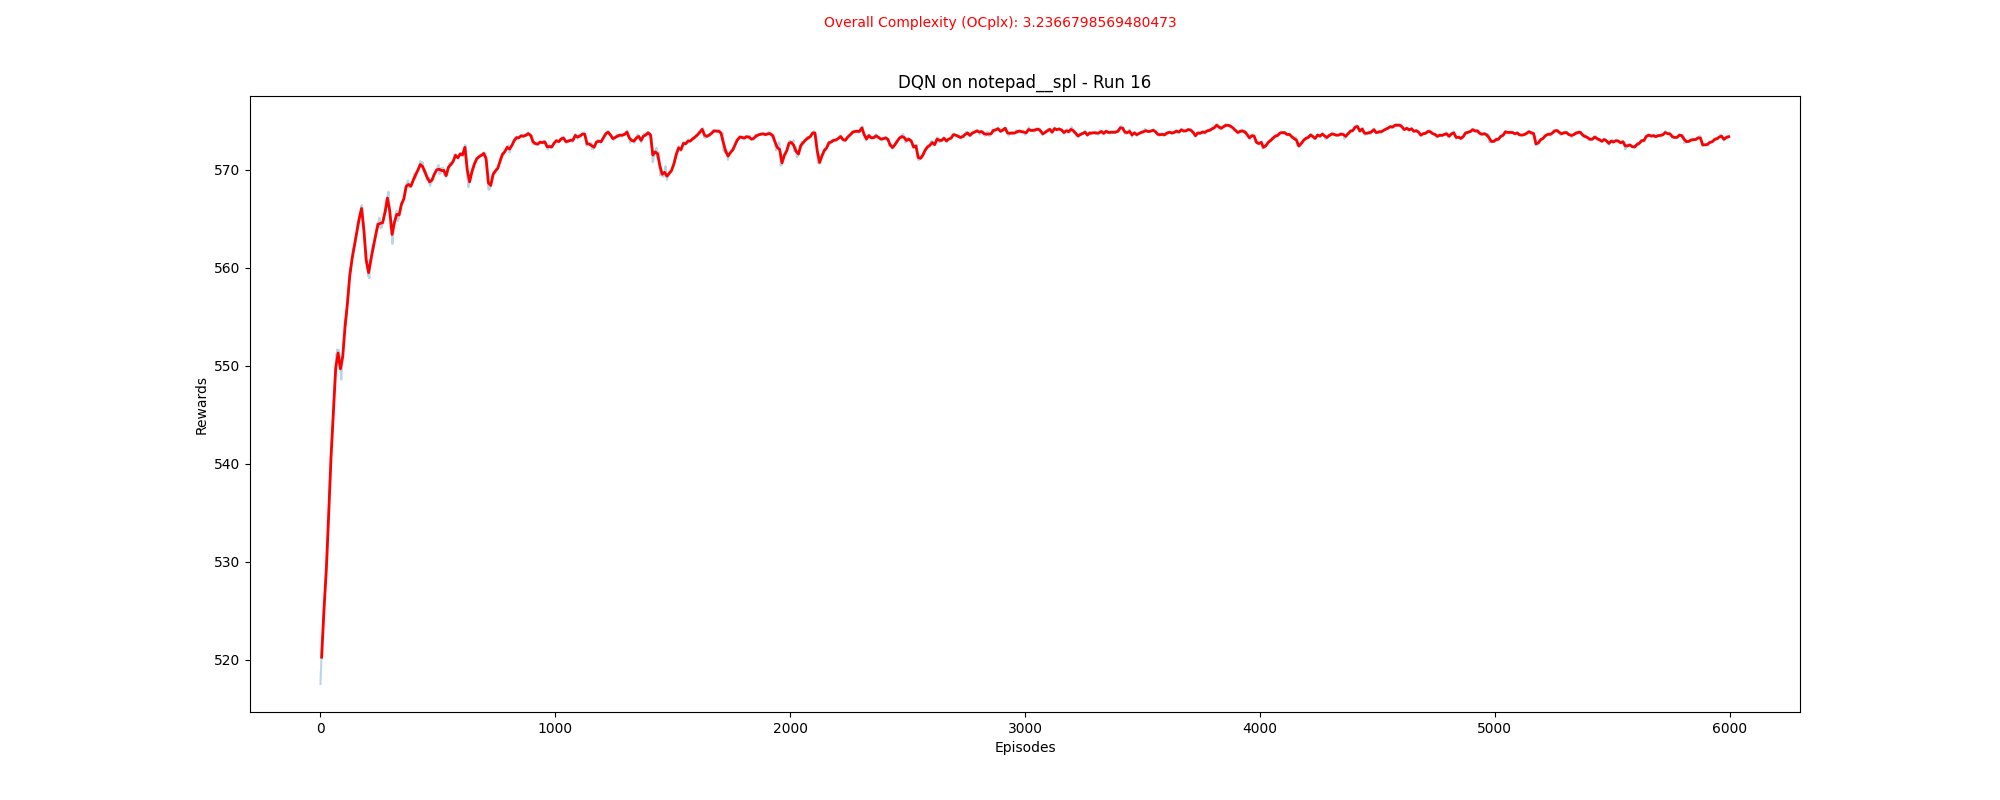 Overall Complexity (OCplx): 3.2366798569480473
DQN on notepad__spl - Run 16
570
560
550
540
530
520
Rewards
0 1000 2000 3000 4000 5000 6000
Episodes